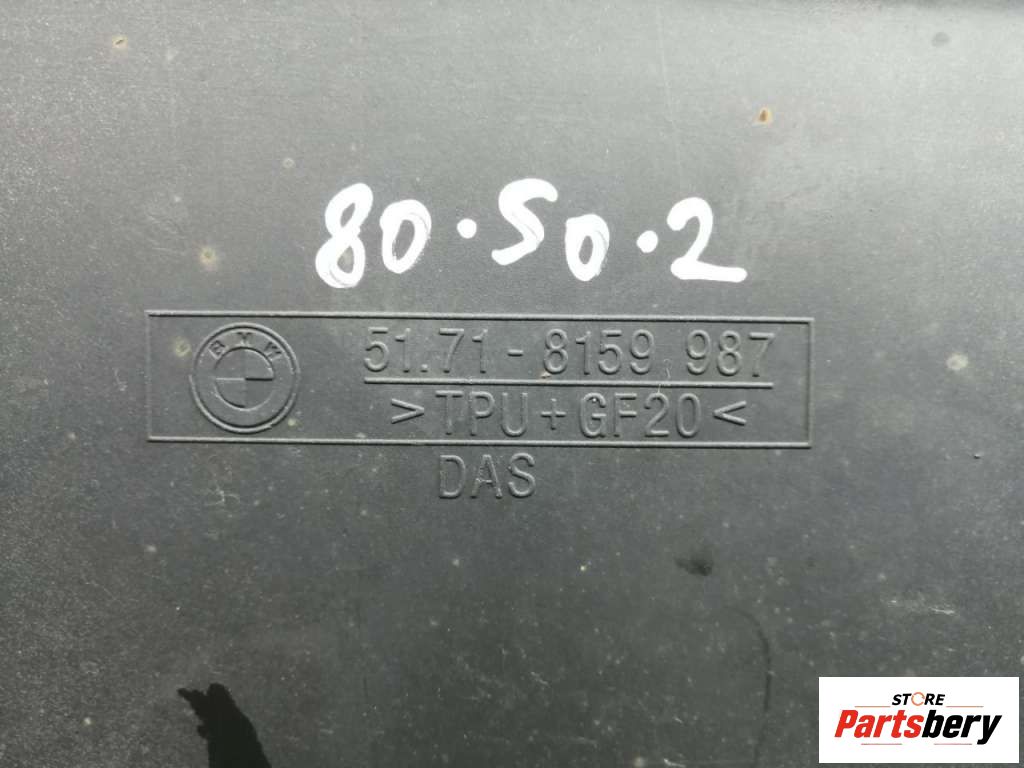 80.50.2
BMW
51.71-8159 987
>TPU+GF20<
DAS
STORE
Partsbery